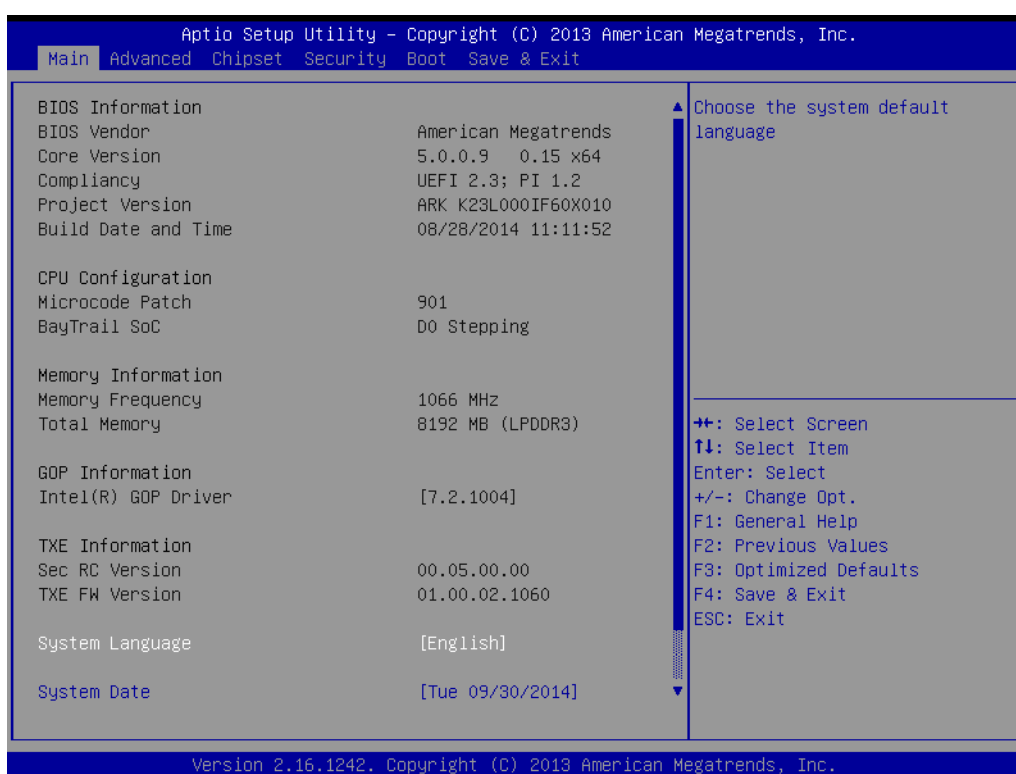 Aptio Setup Utility – Copyright (C) 2013 American Megatrends, Inc.
Main Advanced Chipset Security Boot Save & Exit
BIOS Information
BIOS Vendor American Megatrends
Core Version 5.0.0.9 0.15 x64
Compliancy UEFI 2.3; PI 1.2
Project Version ARK K23L000IF60X010
Build Date and Time 08/28/2014 11:11:52
CPU Configuration
Microcode Patch 901
BayTrail SoC D0 Stepping
Memory Information
Memory Frequency 1066 MHz
Total Memory 8192 MB (LPDDR3)
GOP Information
Intel(R) GOP Driver [7.2.1004]
TXE Information
Sec RC Version 00.05.00.00
TXE FW Version 01.00.02.1060
System Language [English]
System Date [Tue 09/30/2014]
Choose the system default
language
→←: Select Screen
↑↓: Select Item
Enter: Select
+/-: Change Opt.
F1: General Help
F2: Previous Values
F3: Optimized Defaults
F4: Save & Exit
ESC: Exit
Version 2.16.1242. Copyright (C) 2013 American Megatrends, Inc.